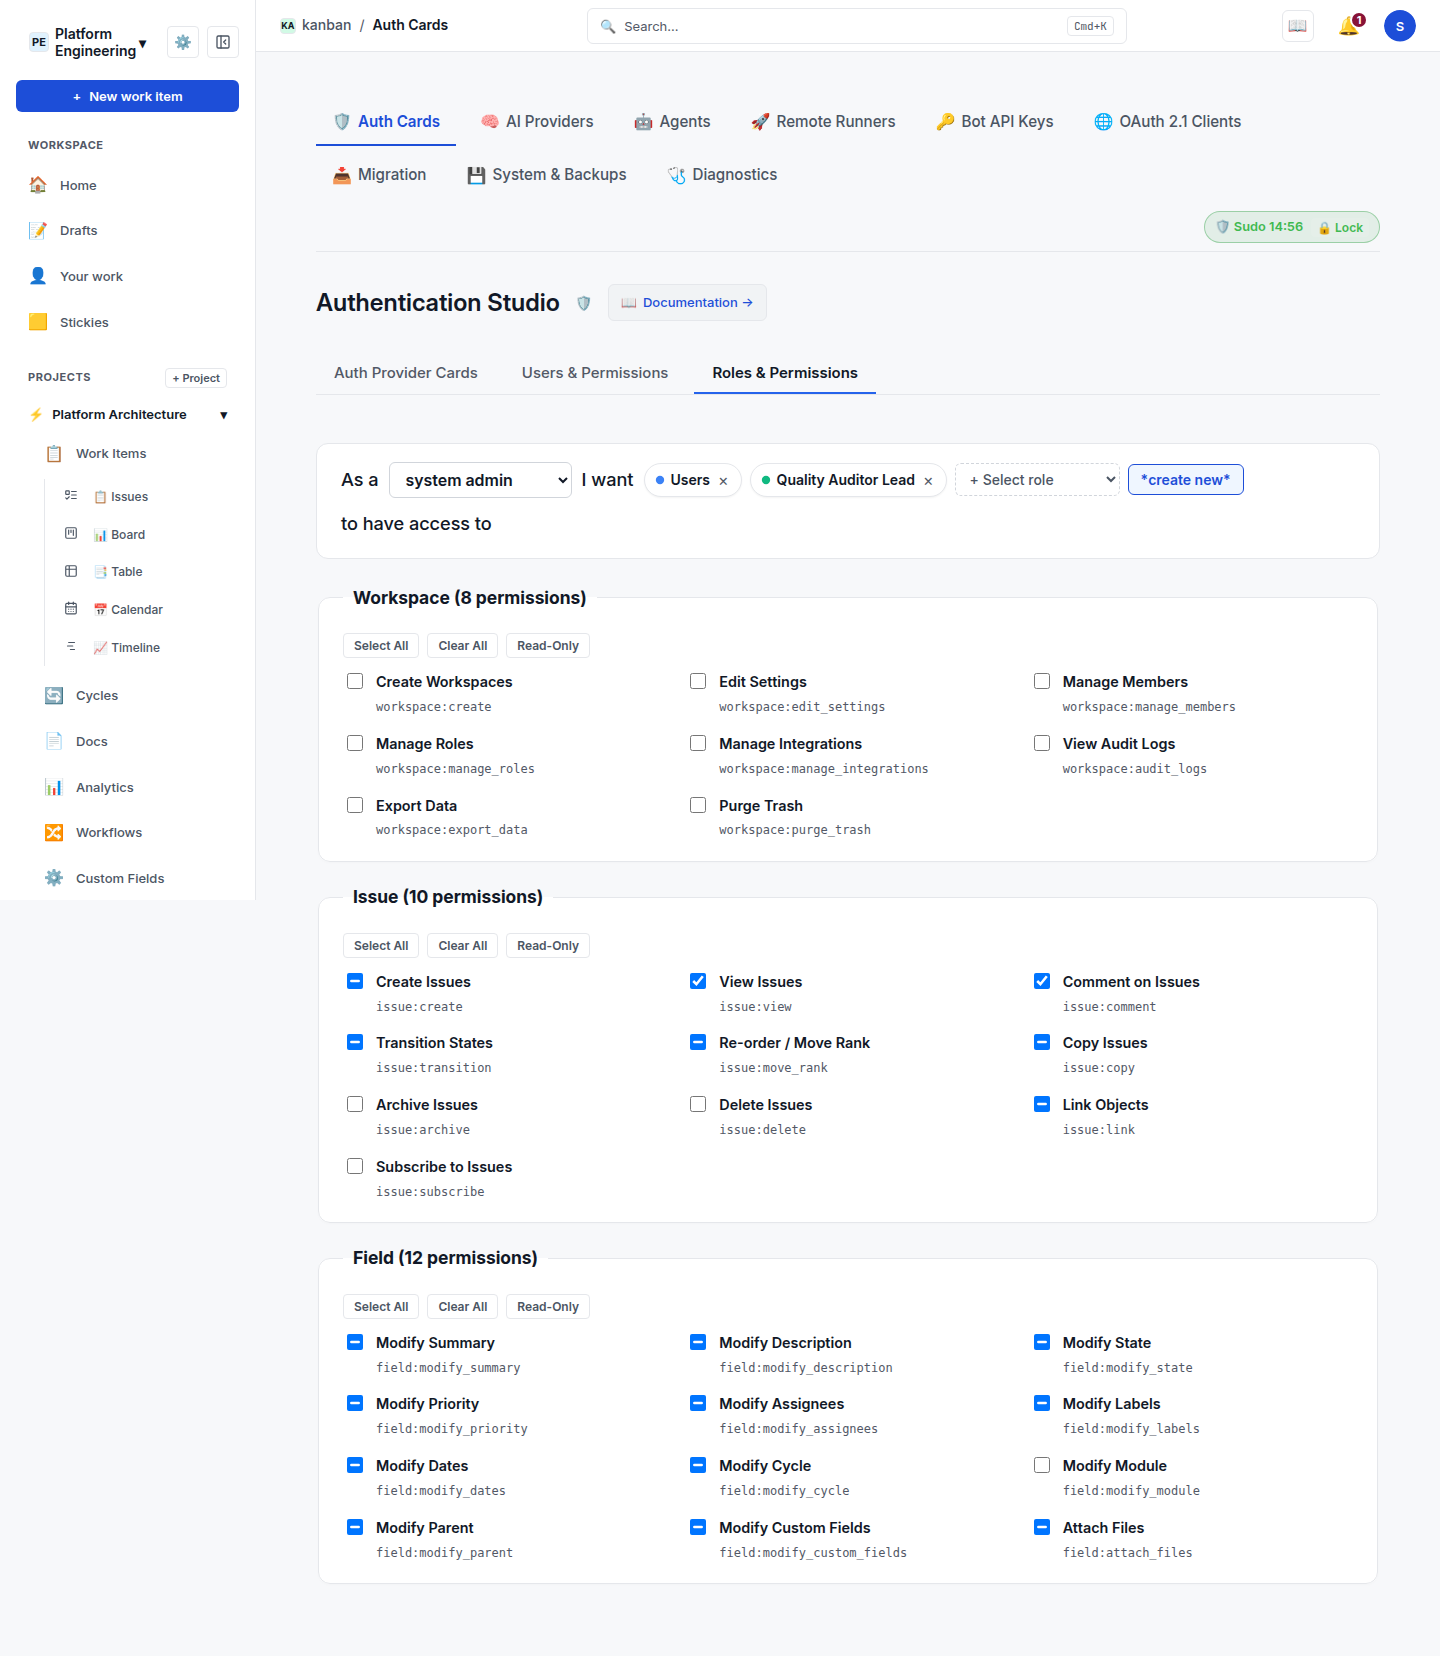 PE Platform Engineering ▾
+ New work item
WORKSPACE
Home
Drafts
Your work
Stickies
PROJECTS + Project
Platform Architecture ▾
Work Items
Issues
Board
Table
Calendar
Timeline
Cycles
Docs
Analytics
Workflows
Custom Fields
KA kanban / Auth Cards
Search... Cmd+K
1
S
Auth Cards AI Providers Agents Remote Runners Bot API Keys OAuth 2.1 Clients
Migration System & Backups Diagnostics
Sudo 14:56 Lock
Authentication Studio Documentation →
Auth Provider Cards Users & Permissions Roles & Permissions
As a system admin I want Users × Quality Auditor Lead × + Select role *create new*
to have access to
Workspace (8 permissions)
Select All Clear All Read-Only
Create Workspaces Edit Settings Manage Members
workspace:create workspace:edit_settings workspace:manage_members
Manage Roles Manage Integrations View Audit Logs
workspace:manage_roles workspace:manage_integrations workspace:audit_logs
Export Data Purge Trash
workspace:export_data workspace:purge_trash
Issue (10 permissions)
Select All Clear All Read-Only
Create Issues View Issues Comment on Issues
issue:create issue:view issue:comment
Transition States Re-order / Move Rank Copy Issues
issue:transition issue:move_rank issue:copy
Archive Issues Delete Issues Link Objects
issue:archive issue:delete issue:link
Subscribe to Issues
issue:subscribe
Field (12 permissions)
Select All Clear All Read-Only
Modify Summary Modify Description Modify State
field:modify_summary field:modify_description field:modify_state
Modify Priority Modify Assignees Modify Labels
field:modify_priority field:modify_assignees field:modify_labels
Modify Dates Modify Cycle Modify Module
field:modify_dates field:modify_cycle field:modify_module
Modify Parent Modify Custom Fields Attach Files
field:modify_parent field:modify_custom_fields field:attach_files